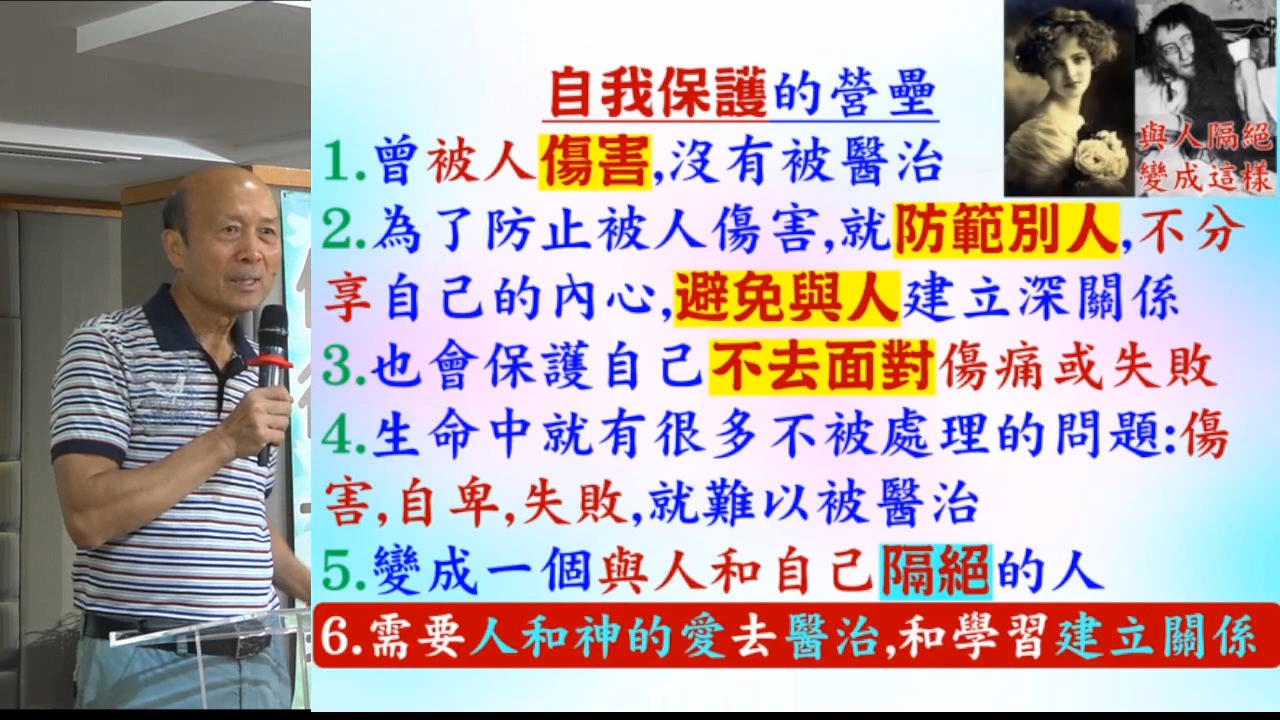 自我保護的營壘
1.曾被人傷害,沒有被醫治
2.為了防止被人傷害,就防範別人,不分
享自己的內心,避免與人建立深關係
3.也會保護自己不去面對傷痛或失敗
4.生命中就有很多不被處理的問題:傷
害,自卑,失敗,就難以被醫治
5.變成一個與人和自己隔絕的人
6.需要人和神的愛去醫治,和學習建立關係
與人隔絕
變成這樣